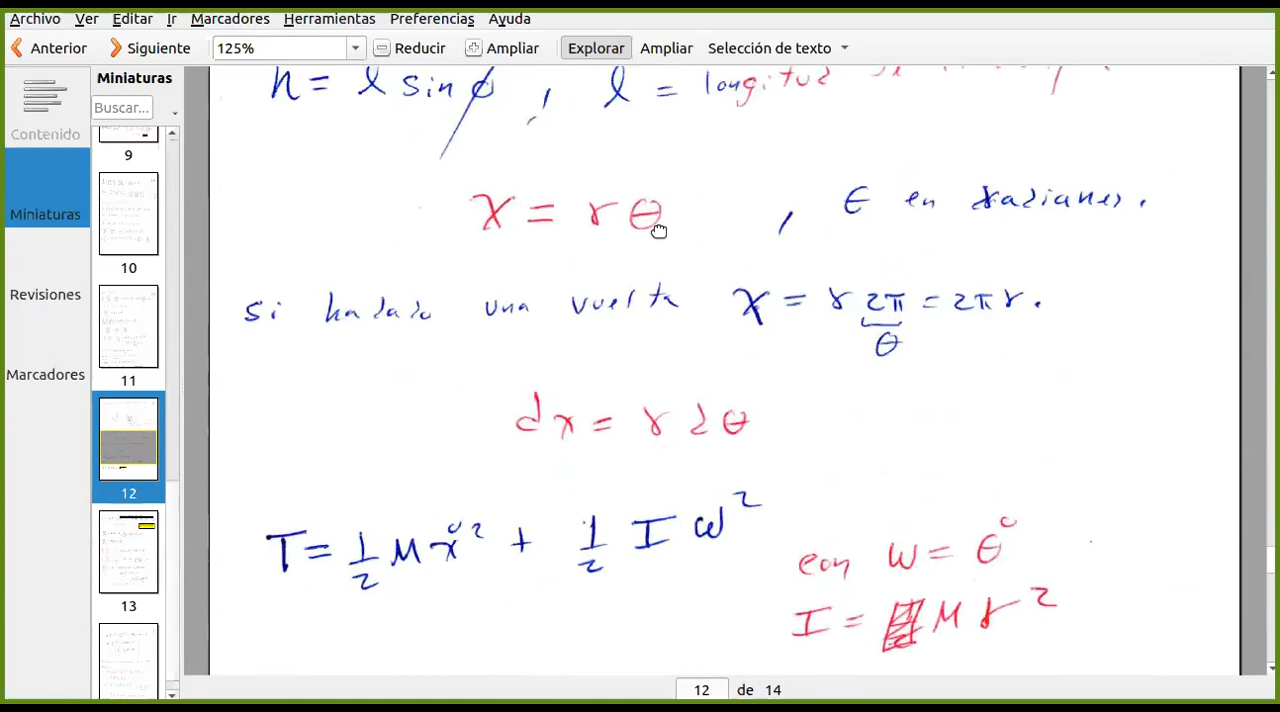 Archivo Ver Editar Ir Marcadores Herramientas Preferencias Ayuda
Anterior Siguiente 125% Reducir Ampliar Explorar Ampliar Selección de texto
Miniaturas
Buscar...
Contenido
Miniaturas
Revisiones
Marcadores
9
10
11
12
13
h = l sin ϕ , l = longitud
x = r θ , θ en radianes.
si ha dado una vuelta x = r 2π = 2π r.
θ
dx = r dθ
T = 1/2 M ẋ² + 1/2 I ω²
con ω = θ̇
I = M r²
12 de 14